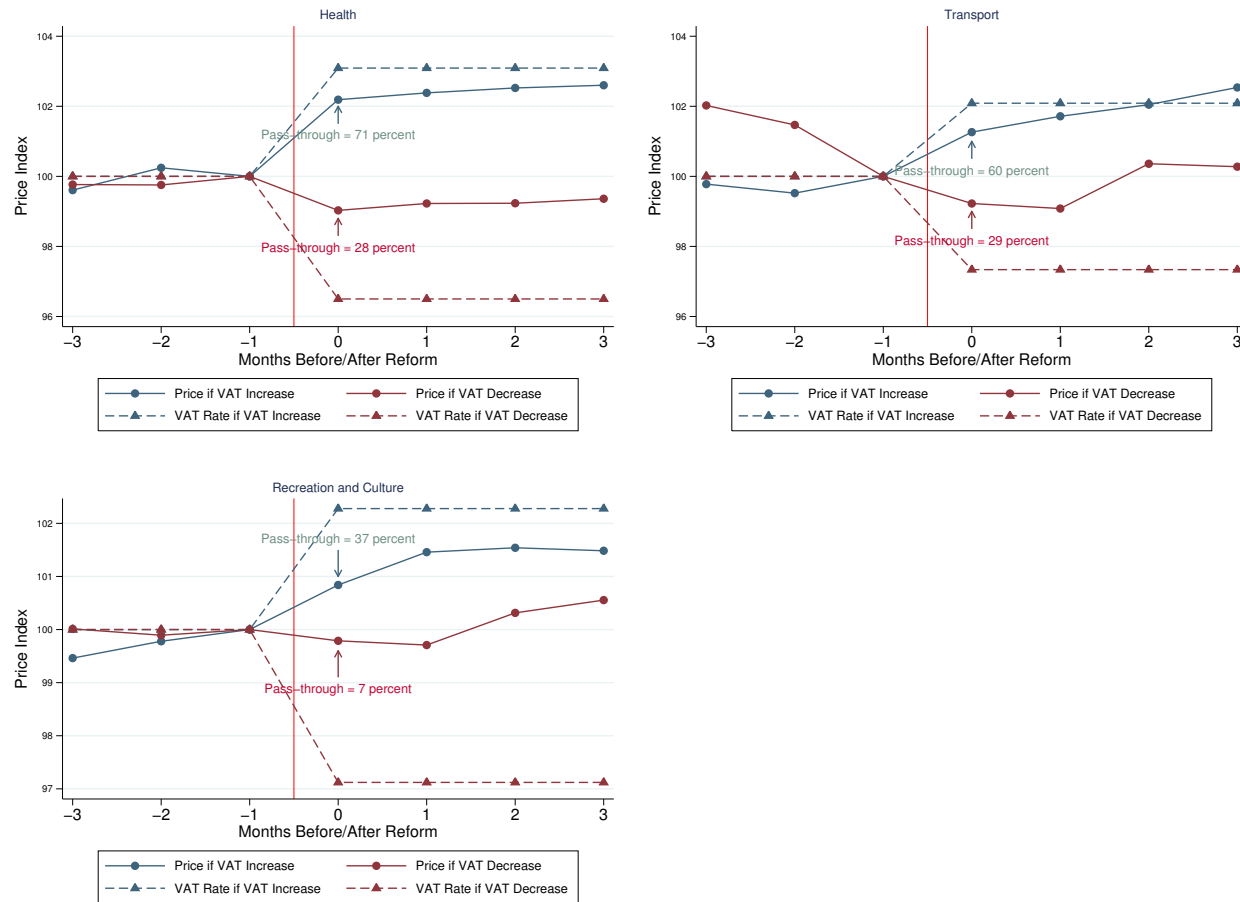 Health
Price Index
104
102
100
98
96
Pass−through = 71 percent
Pass−through = 28 percent
−3 −2 −1 0 1 2 3
Months Before/After Reform
Price if VAT Increase Price if VAT Decrease
VAT Rate if VAT Increase VAT Rate if VAT Decrease
Transport
Price Index
104
102
100
98
96
Pass−through = 60 percent
Pass−through = 29 percent
−3 −2 −1 0 1 2 3
Months Before/After Reform
Price if VAT Increase Price if VAT Decrease
VAT Rate if VAT Increase VAT Rate if VAT Decrease
Recreation and Culture
Price Index
102
101
100
99
98
97
Pass−through = 37 percent
Pass−through = 7 percent
−3 −2 −1 0 1 2 3
Months Before/After Reform
Price if VAT Increase Price if VAT Decrease
VAT Rate if VAT Increase VAT Rate if VAT Decrease